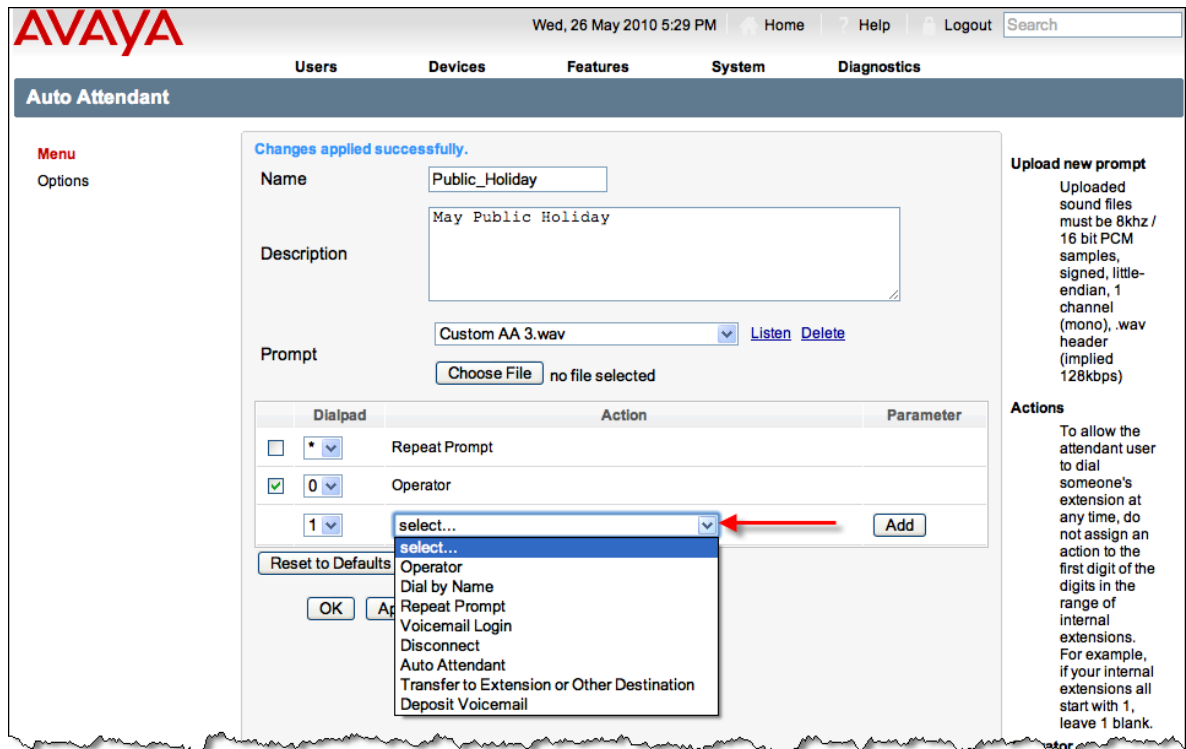 AVAYA
Wed, 26 May 2010 5:29 PM Home ? Help Logout Search
Users Devices Features System Diagnostics
Auto Attendant
Menu
Options
Changes applied successfully.
Name Public_Holiday
Description May Public Holiday
Prompt Custom AA 3.wav Listen Delete
Choose File no file selected
Dialpad Action Parameter
* Repeat Prompt
0 Operator
1 select... Add
select...
Operator
Dial by Name
Repeat Prompt
Voicemail Login
Disconnect
Auto Attendant
Transfer to Extension or Other Destination
Deposit Voicemail
Reset to Defaults
OK
Upload new prompt
Uploaded
sound files
must be 8khz /
16 bit PCM
samples,
signed, little-
endian, 1
channel
(mono), .wav
header
(implied
128kbps)
Actions
To allow the
attendant user
to dial
someone's
extension at
any time, do
not assign an
action to the
first digit of the
digits in the
range of
internal
extensions.
For example,
if your internal
extensions all
start with 1,
leave 1 blank.